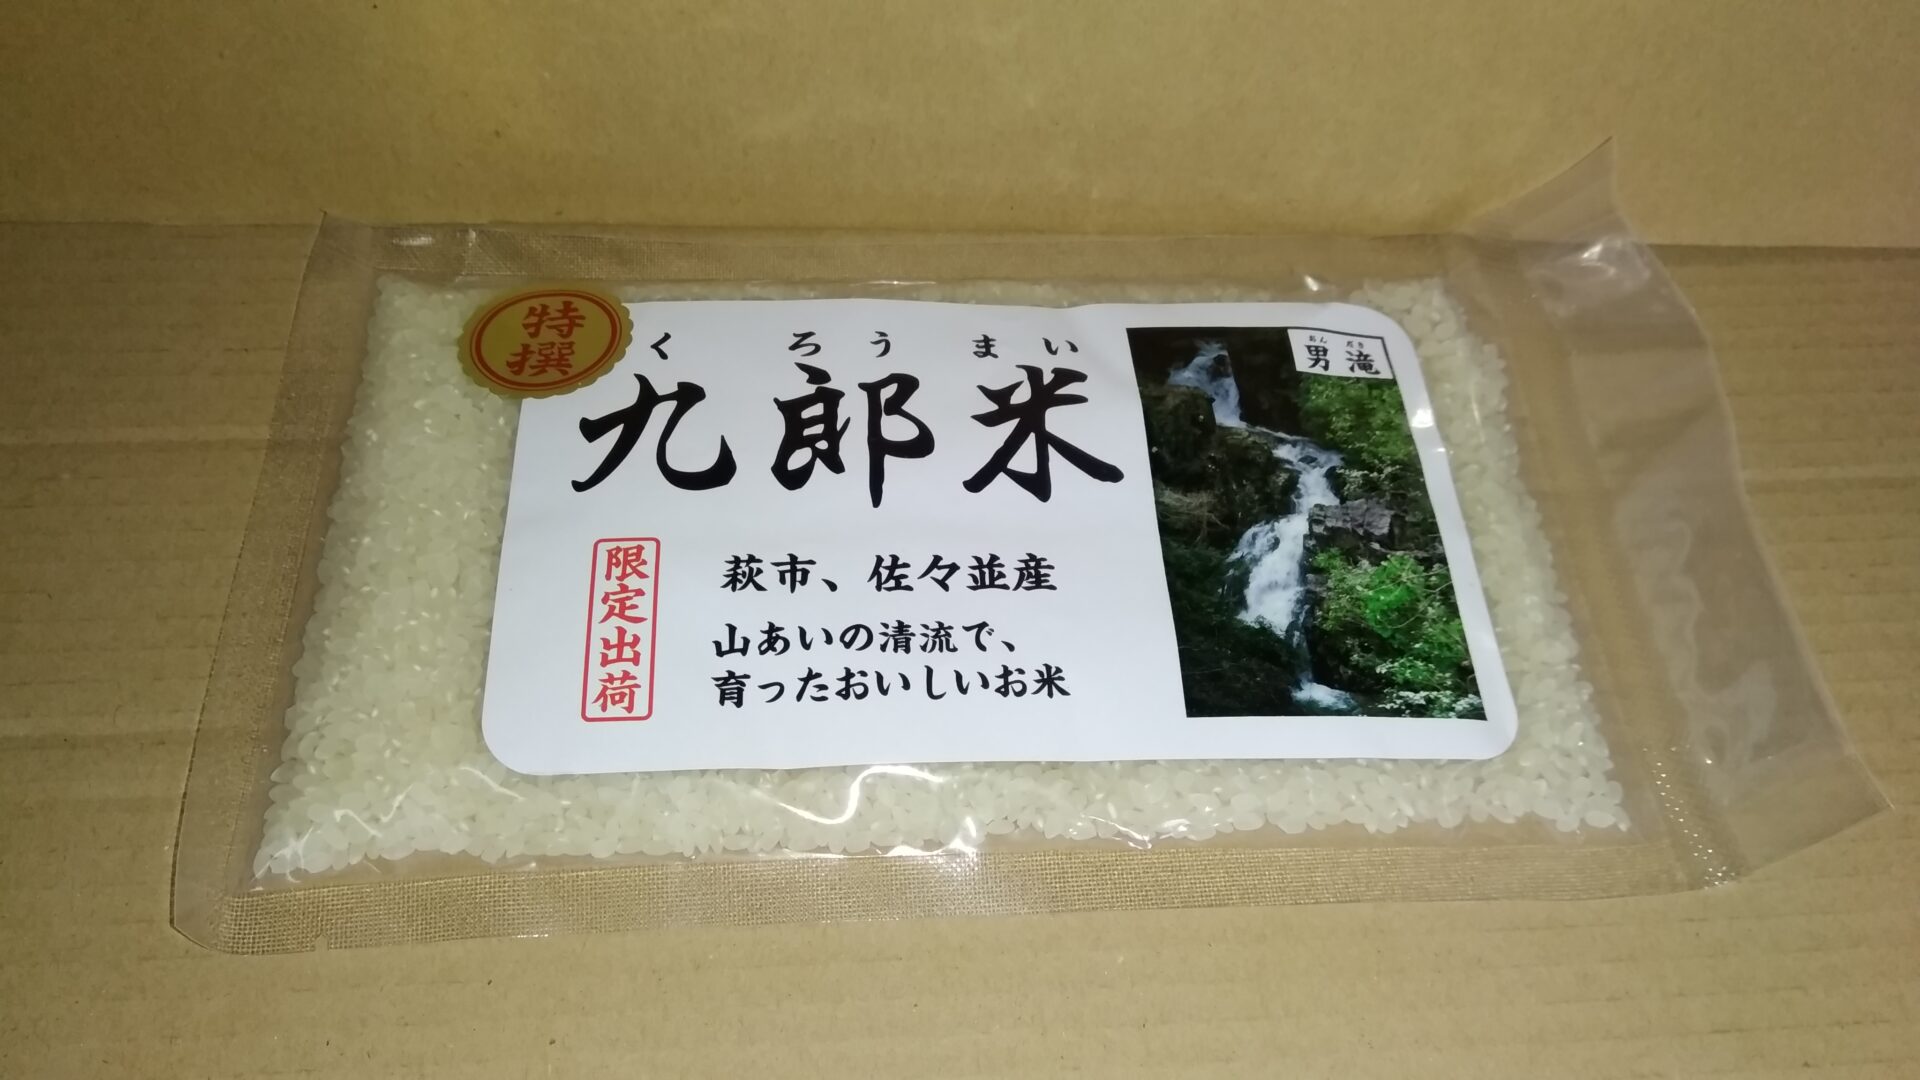 特
撰
くろうまい
九郎米
おんだき
男滝
限定出荷
萩市、佐々並産
山あいの清流で、
育ったおいしいお米